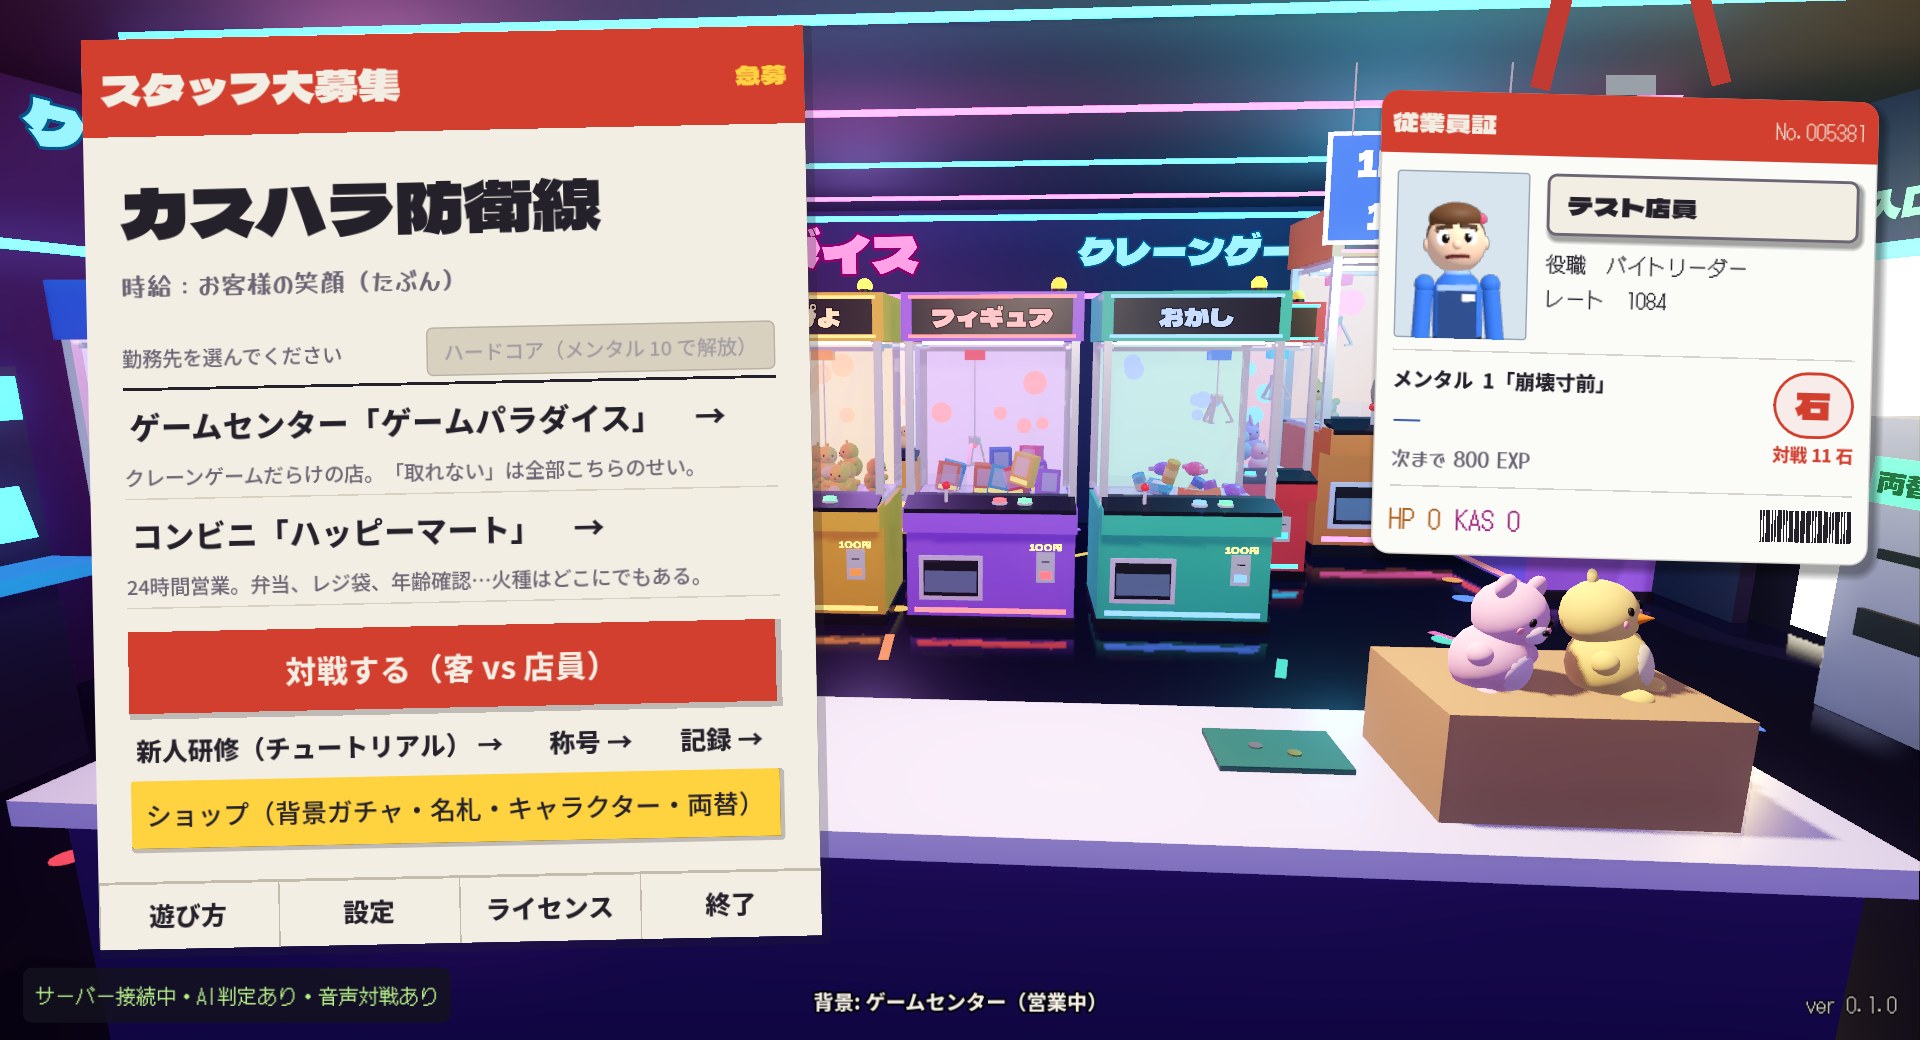 スタッフ大募集
急募
カスハラ防衛線
時給：お客様の笑顔（たぶん）
勤務先を選んでください
ハードコア（メンタル 10 で解放）
ゲームセンター「ゲームパラダイス」 →
クレーンゲームだらけの店。「取れない」は全部こちらのせい。
コンビニ「ハッピーマート」 →
24時間営業。弁当、レジ袋、年齢確認…火種はどこにでもある。
対戦する（客 vs 店員）
新人研修（チュートリアル）→
称号 →
記録 →
ショップ（背景ガチャ・名札・キャラクター・両替）
遊び方
設定
ライセンス
終了
サーバー接続中・AI判定あり・音声対戦あり
背景: ゲームセンター（営業中）
ver 0.1.0
イス
クレーンゲー
よ
フィギュア
おかし
100円
100円
100円
従業員証
No. 005381
テスト店員
役職 バイトリーダー
レート 1084
メンタル 1「崩壊寸前」
石
対戦 11 石
次まで 800 EXP
HP 0 KAS 0
入口
両替